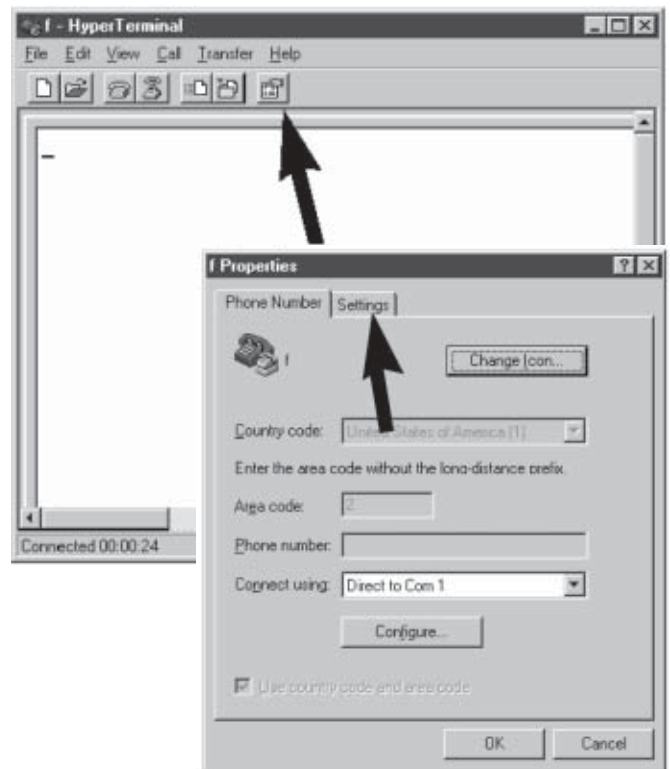 f - HyperTerminal
File Edit View Call Transfer Help
Connected 00:00:24
f Properties
Phone Number Settings
f
Change Icon...
Country code: United States of America (1)
Enter the area code without the long-distance prefix.
Area code: 2
Phone number:
Connect using: Direct to Com 1
Configure...
Use country code and area code
OK Cancel